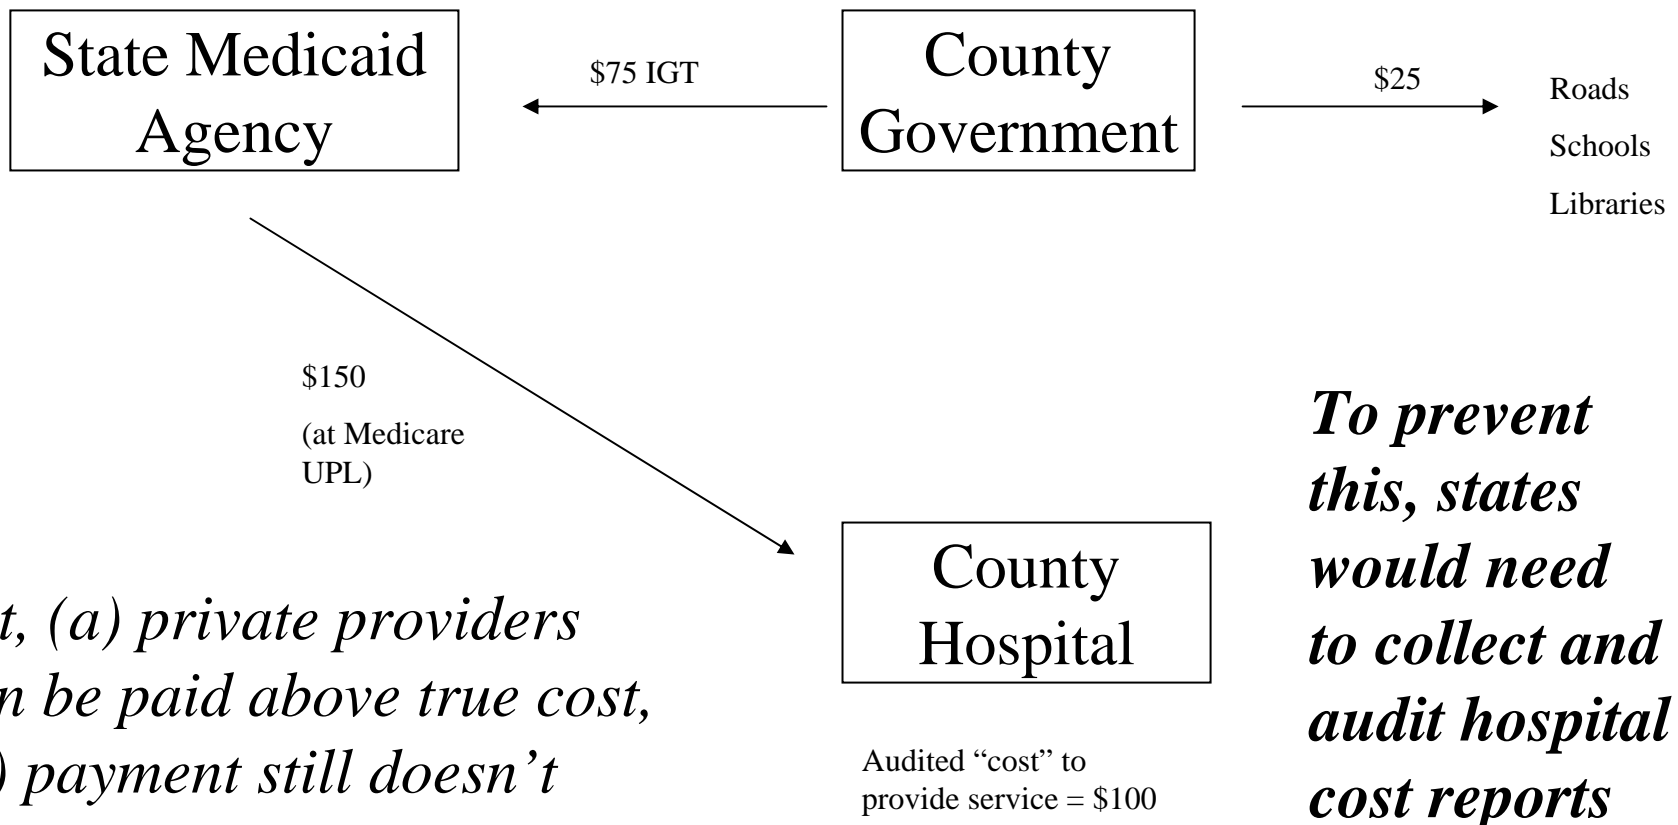 State Medicaid
Agency
$75 IGT
County
Government
$25
Roads
Schools
Libraries
$150
(at Medicare
UPL)
County
Hospital
Audited “cost” to
provide service = $100
To prevent
this, states
would need
to collect and
audit hospital
cost reports
(a) private providers
be paid above true cost,
payment still doesn’t